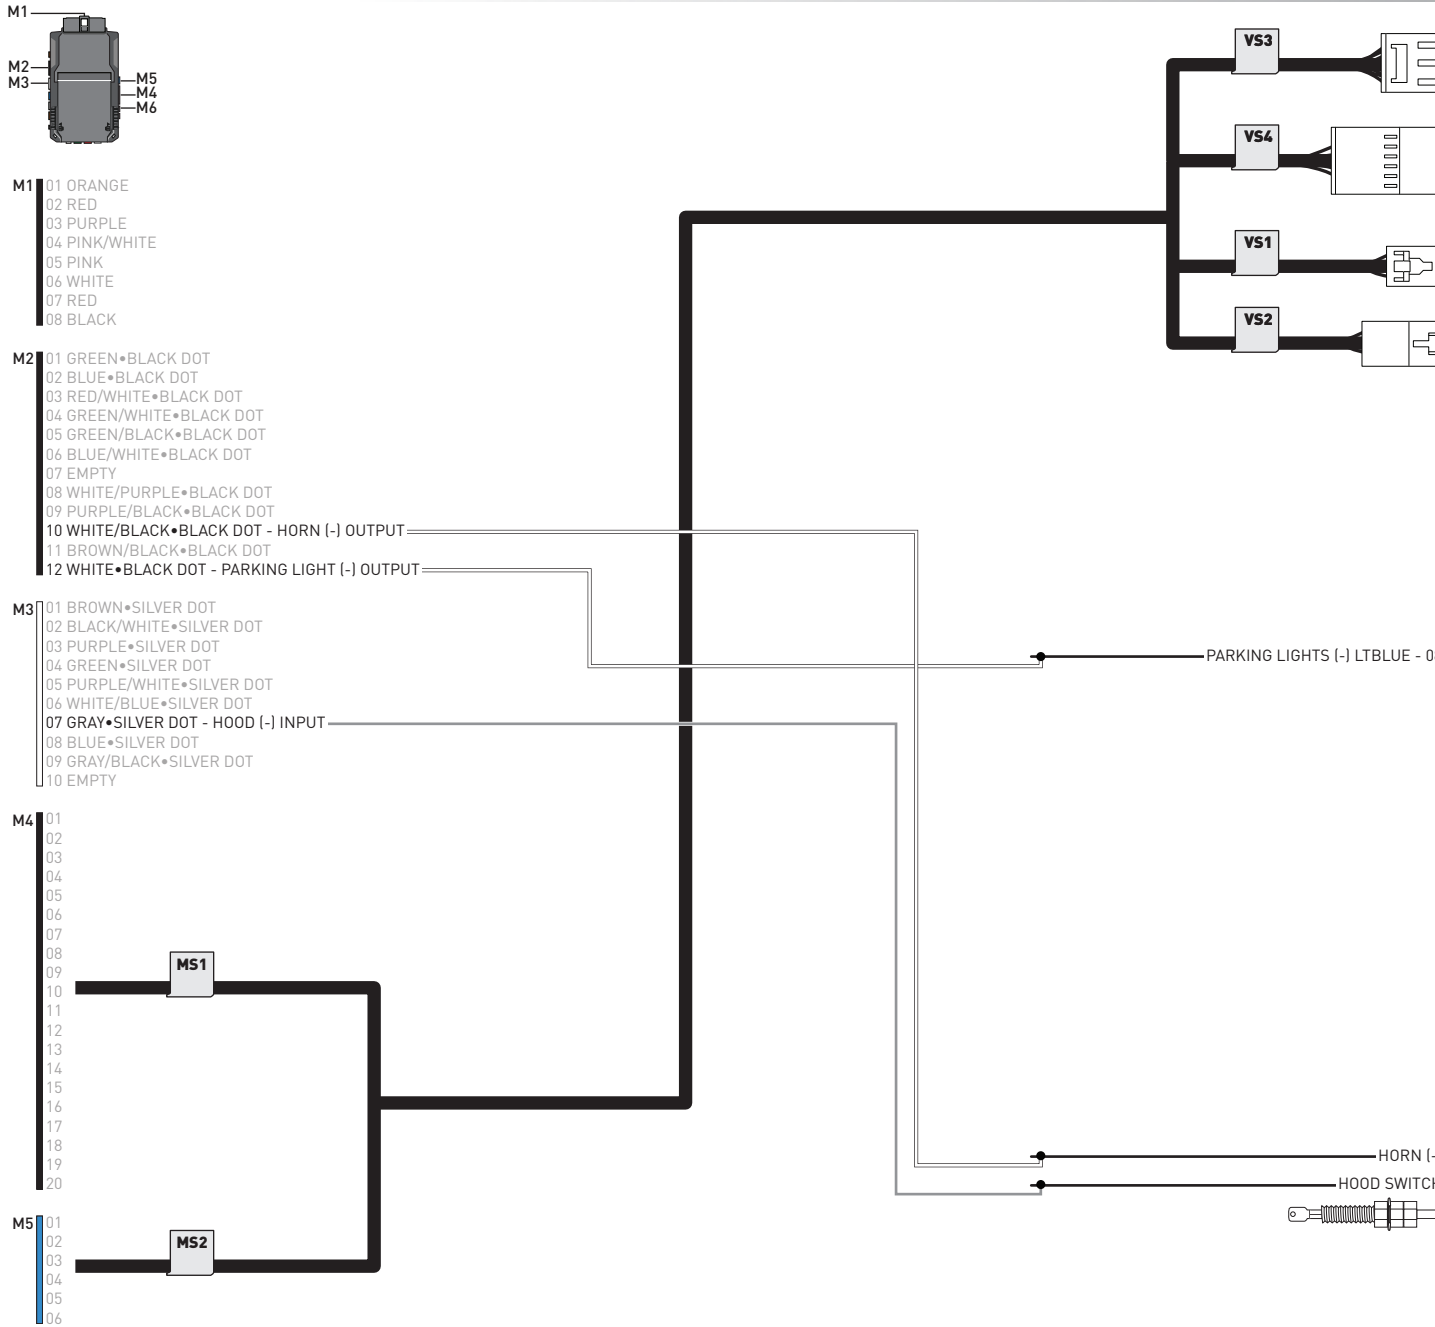 M1
M2
M3
M5
M4
M6
M1
01 ORANGE
02 RED
03 PURPLE
04 PINK/WHITE
05 PINK
06 WHITE
07 RED
08 BLACK
M2
01 GREEN•BLACK DOT
02 BLUE•BLACK DOT
03 RED/WHITE•BLACK DOT
04 GREEN/WHITE•BLACK DOT
05 GREEN/BLACK•BLACK DOT
06 BLUE/WHITE•BLACK DOT
07 EMPTY
08 WHITE/PURPLE•BLACK DOT
09 PURPLE/BLACK•BLACK DOT
10 WHITE/BLACK•BLACK DOT - HORN (-) OUTPUT
11 BROWN/BLACK•BLACK DOT
12 WHITE•BLACK DOT - PARKING LIGHT (-) OUTPUT
M3
01 BROWN•SILVER DOT
02 BLACK/WHITE•SILVER DOT
03 PURPLE•SILVER DOT
04 GREEN•SILVER DOT
05 PURPLE/WHITE•SILVER DOT
06 WHITE/BLUE•SILVER DOT
07 GRAY•SILVER DOT - HOOD (-) INPUT
08 BLUE•SILVER DOT
09 GRAY/BLACK•SILVER DOT
10 EMPTY
M4
01
02
03
04
05
06
07
08
09
10
11
12
13
14
15
16
17
18
19
20
MS1
M5
01
02
03
04
05
06
MS2
VS3
VS4
VS1
VS2
PARKING LIGHTS (-) LTBLUE - 0
HORN (-
HOOD SWITCH